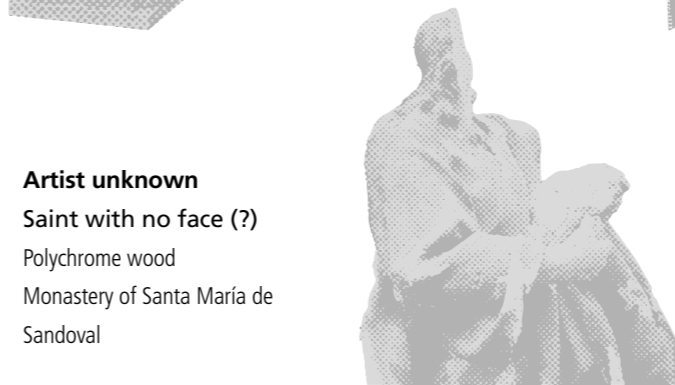 Artist unknown
Saint with no face (?)
Polychrome wood
Monastery of Santa María de
Sandoval